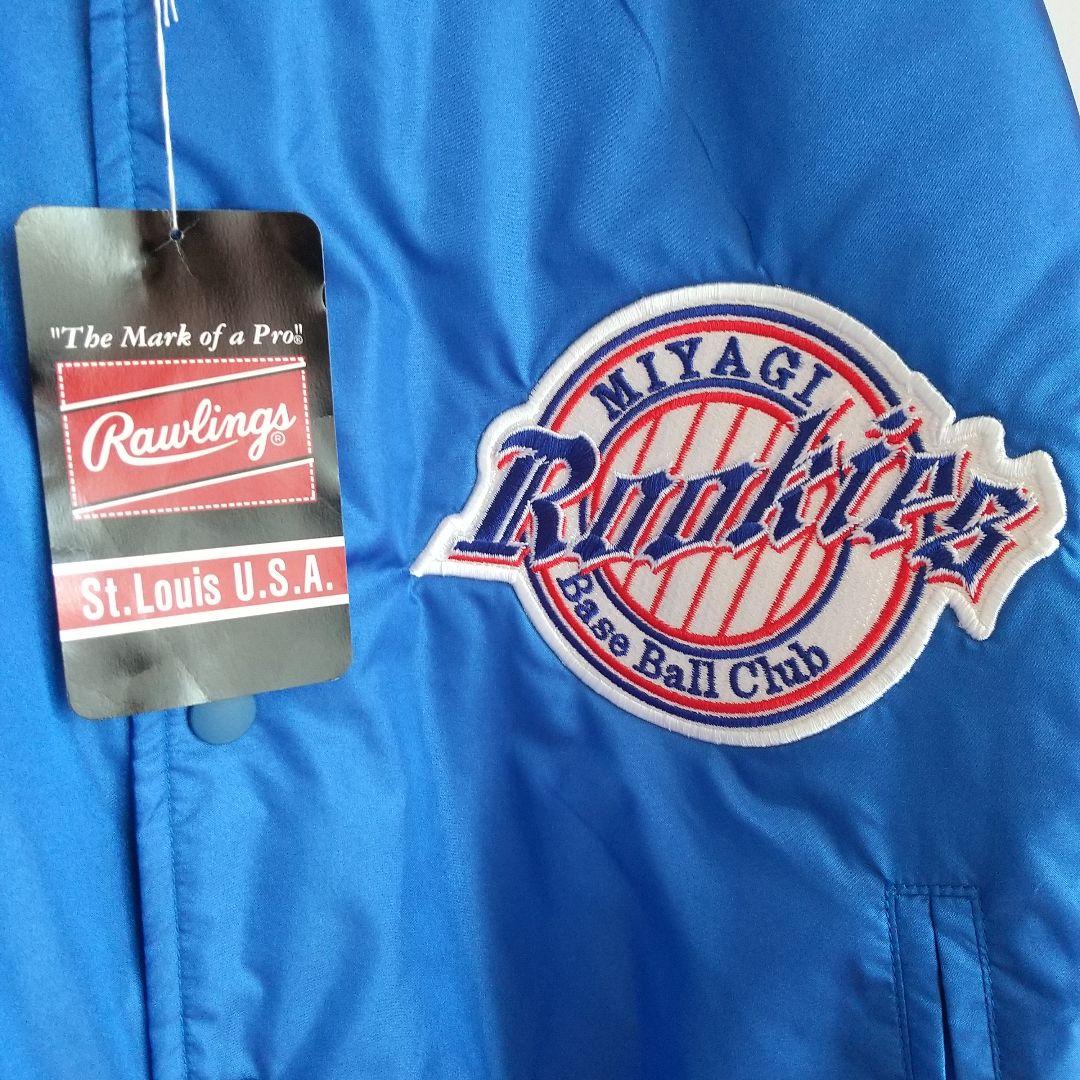 "The Mark of a Pro"®
Rawlings®
St.Louis U.S.A.
MIYAGI
Rookies
Base Ball Club